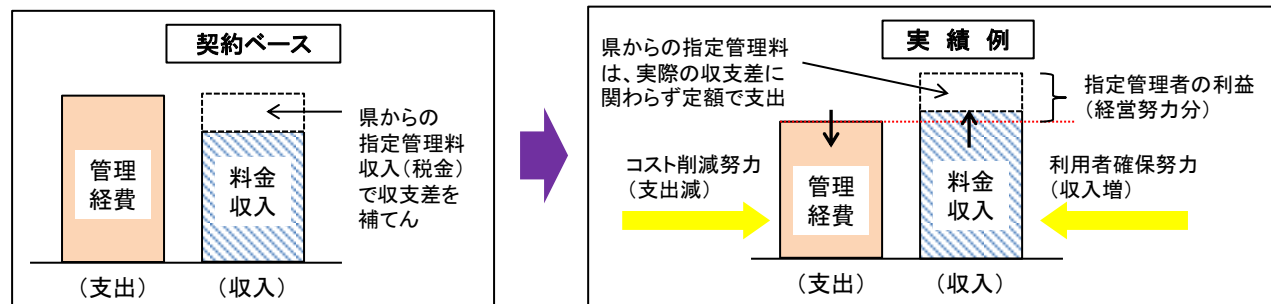 契約ベース
県からの
指定管理料
収入(税金)
で収支差を
補てん
管理
経費
料金
収入
(支出)
(収入)
実 績 例
県からの指定管理料
は、実際の収支差に
関わらず定額で支出
指定管理者の利益
(経営努力分)
コスト削減努力
(支出減)
管理
経費
料金
収入
利用者確保努力
(収入増)
(支出)
(収入)